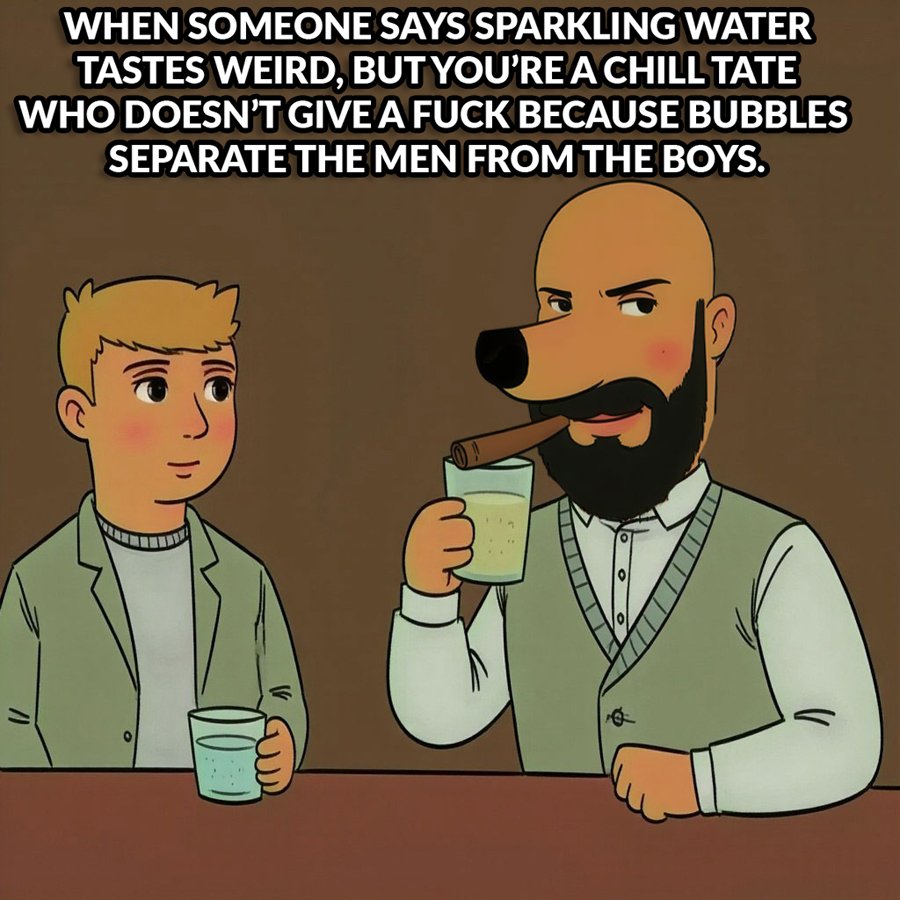 WHEN SOMEONE SAYS SPARKLING WATER
TASTES WEIRD, BUT YOU’RE A CHILL TATE
WHO DOESN’T GIVE A FUCK BECAUSE BUBBLES
SEPARATE THE MEN FROM THE BOYS.